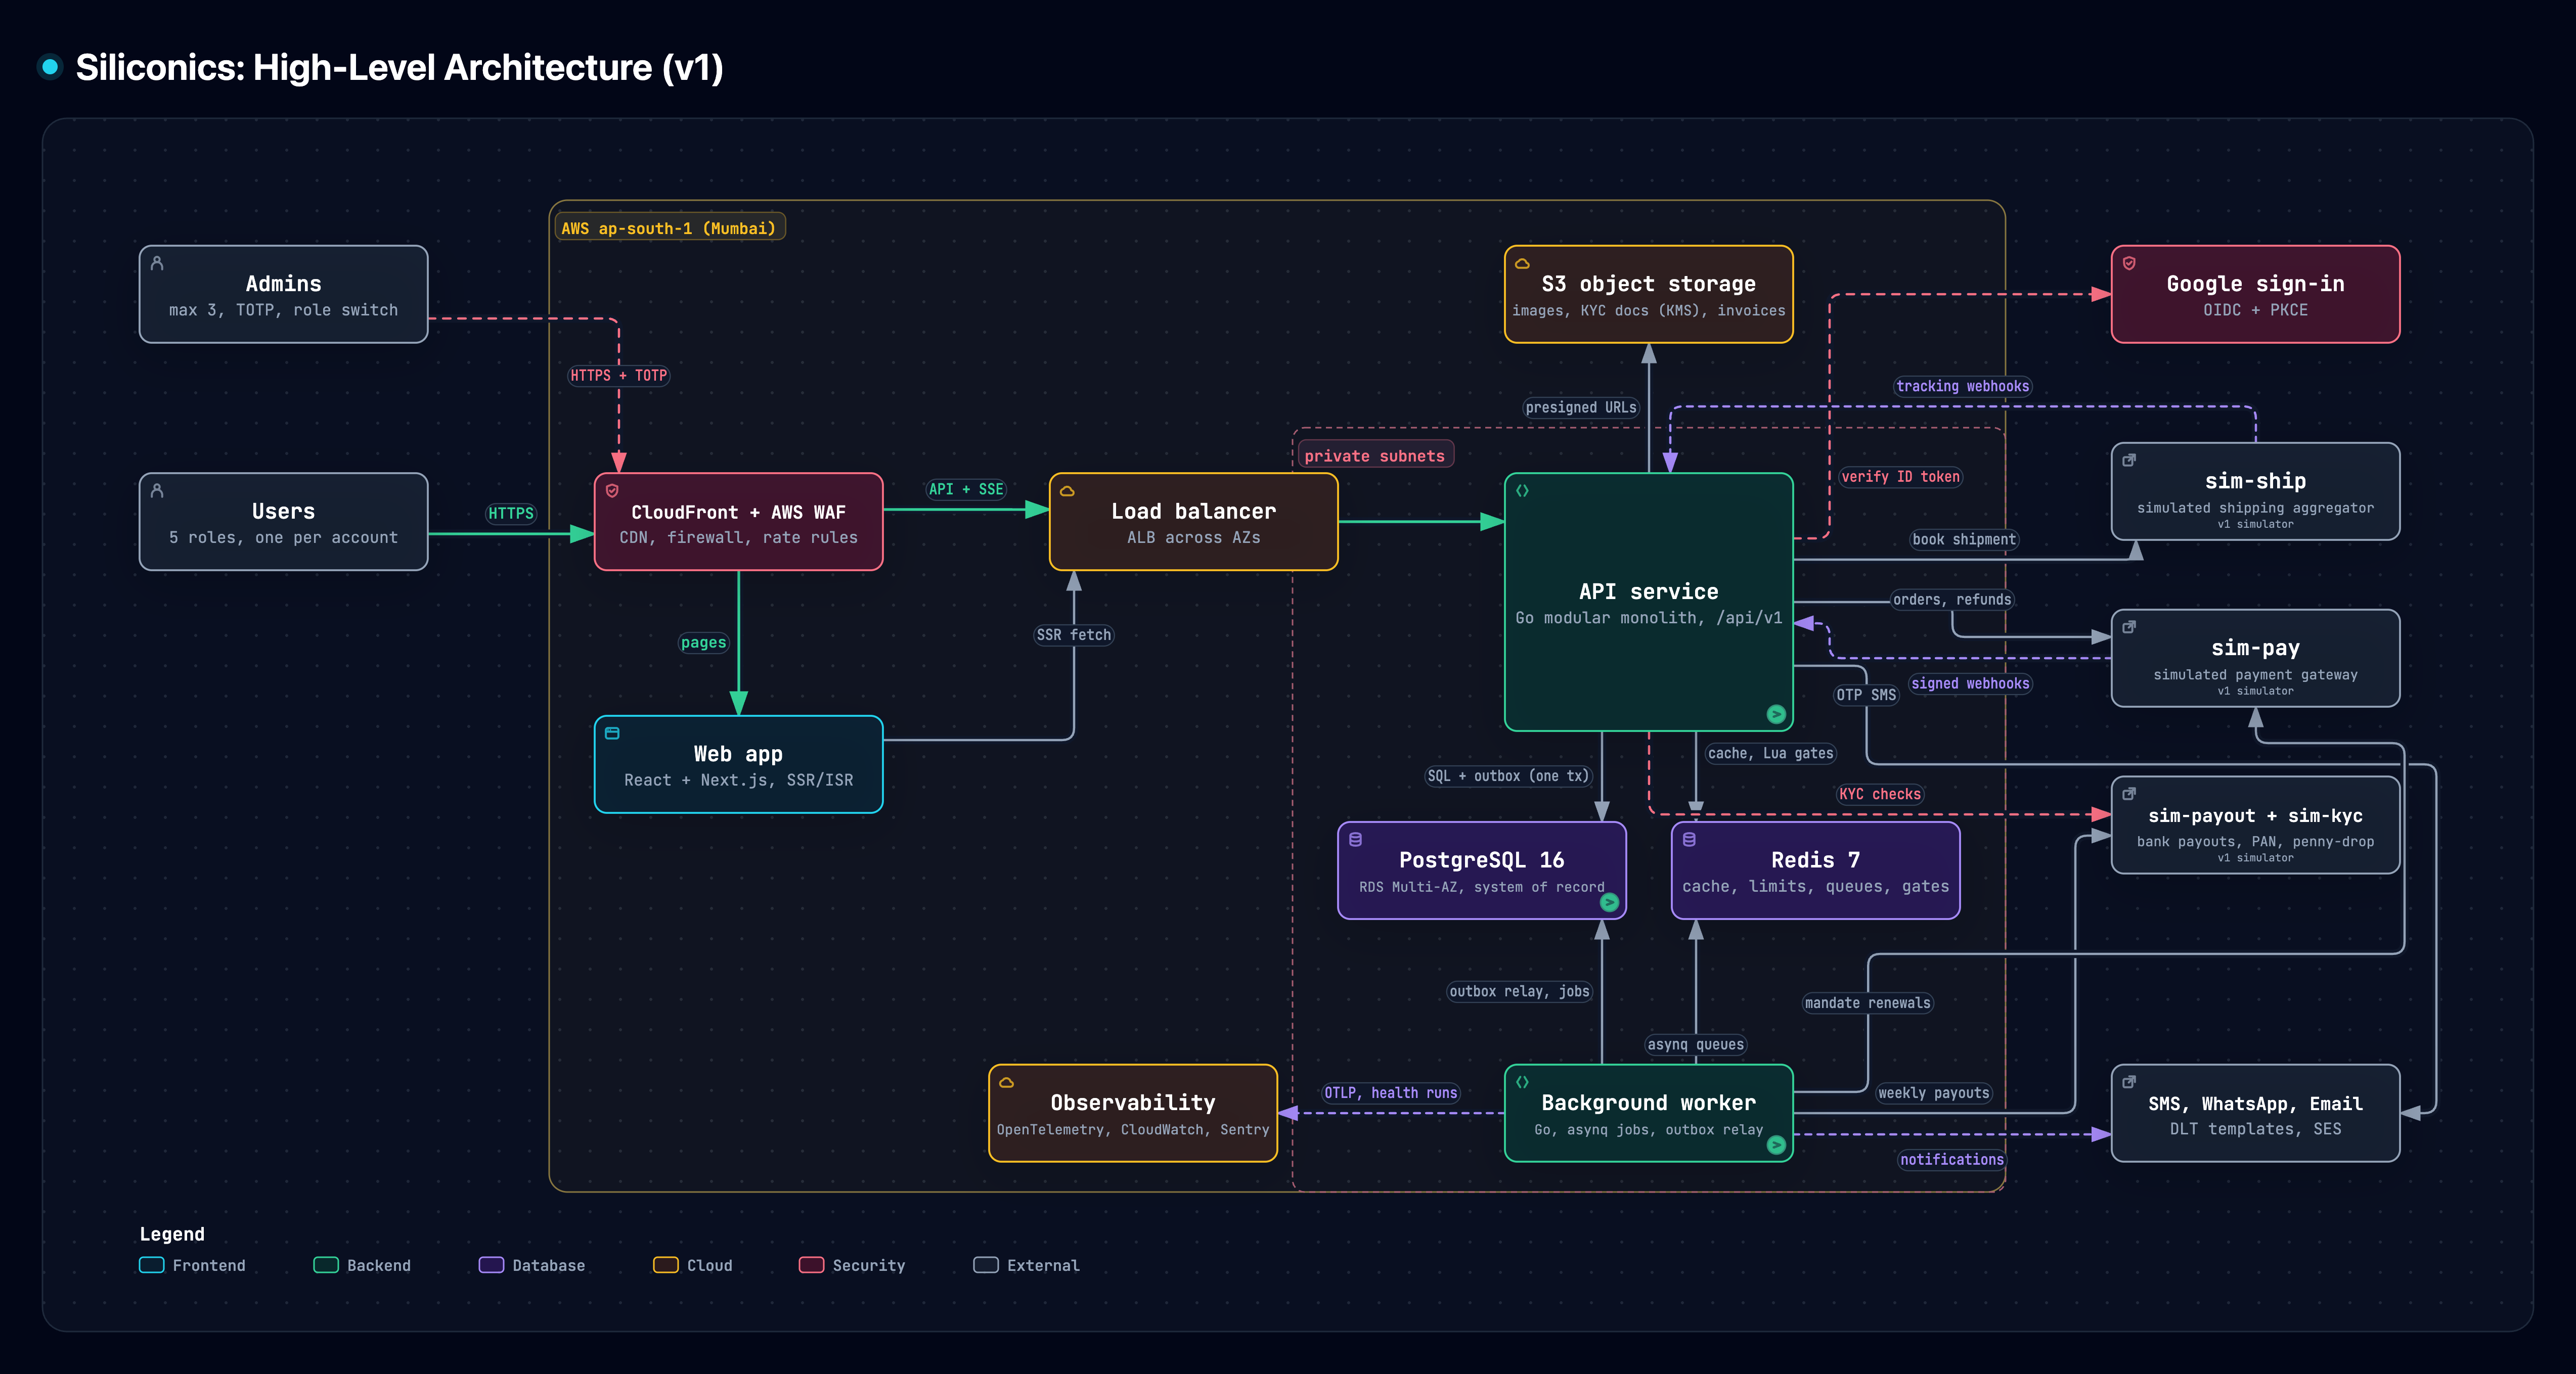 Siliconics: High-Level Architecture (v1)
AWS ap-south-1 (Mumbai)
Admins
max 3, TOTP, role switch
HTTPS + TOTP
S3 object storage
images, KYC docs (KMS), invoices
Google sign-in
OIDC + PKCE
tracking webhooks
presigned URLs
private subnets
verify ID token
Users
5 roles, one per account
HTTPS
CloudFront + AWS WAF
CDN, firewall, rate rules
API + SSE
Load balancer
ALB across AZs
API service
Go modular monolith, /api/v1
sim-ship
simulated shipping aggregator
v1 simulator
book shipment
orders, refunds
sim-pay
simulated payment gateway
v1 simulator
signed webhooks
OTP SMS
pages
SSR fetch
Web app
React + Next.js, SSR/ISR
SQL + outbox (one tx)
cache, Lua gates
KYC checks
sim-payout + sim-kyc
bank payouts, PAN, penny-drop
v1 simulator
PostgreSQL 16
RDS Multi-AZ, system of record
Redis 7
cache, limits, queues, gates
outbox relay, jobs
asynq queues
mandate renewals
weekly payouts
Observability
OpenTelemetry, CloudWatch, Sentry
OTLP, health runs
Background worker
Go, asynq jobs, outbox relay
notifications
SMS, WhatsApp, Email
DLT templates, SES
Legend
Frontend
Backend
Database
Cloud
Security
External